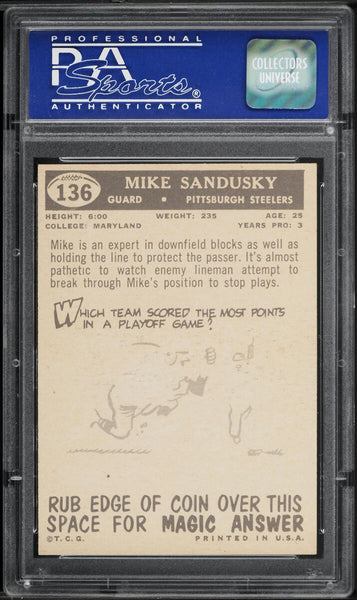 PROFESSIONAL
PSA Sports®
AUTHENTICATOR
COLLECTORS
UNIVERSE
136
MIKE SANDUSKY
GUARD • PITTSBURGH STEELERS
HEIGHT: 6:00 WEIGHT: 235 AGE: 25
COLLEGE: MARYLAND YEARS PRO: 3
Mike is an expert in downfield blocks as well as
holding the line to protect the passer. It's almost
pathetic to watch enemy lineman attempt to
break through Mike's position to stop plays.
WHICH TEAM SCORED THE MOST POINTS
IN A PLAYOFF GAME?
RUB EDGE OF COIN OVER THIS
SPACE FOR MAGIC ANSWER
©T.C.G. PRINTED IN U.S.A.